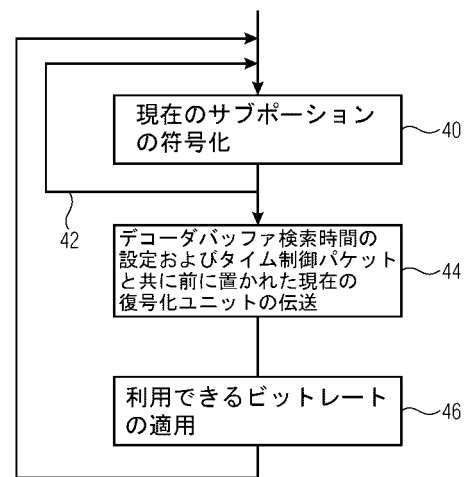 現在のサブポーション
の符号化
40
42
デコーダバッファ検索時間の
設定およびタイム制御パケット
と共に前に置かれた現在の
復号化ユニットの伝送
44
利用できるビットレート
の適用
46